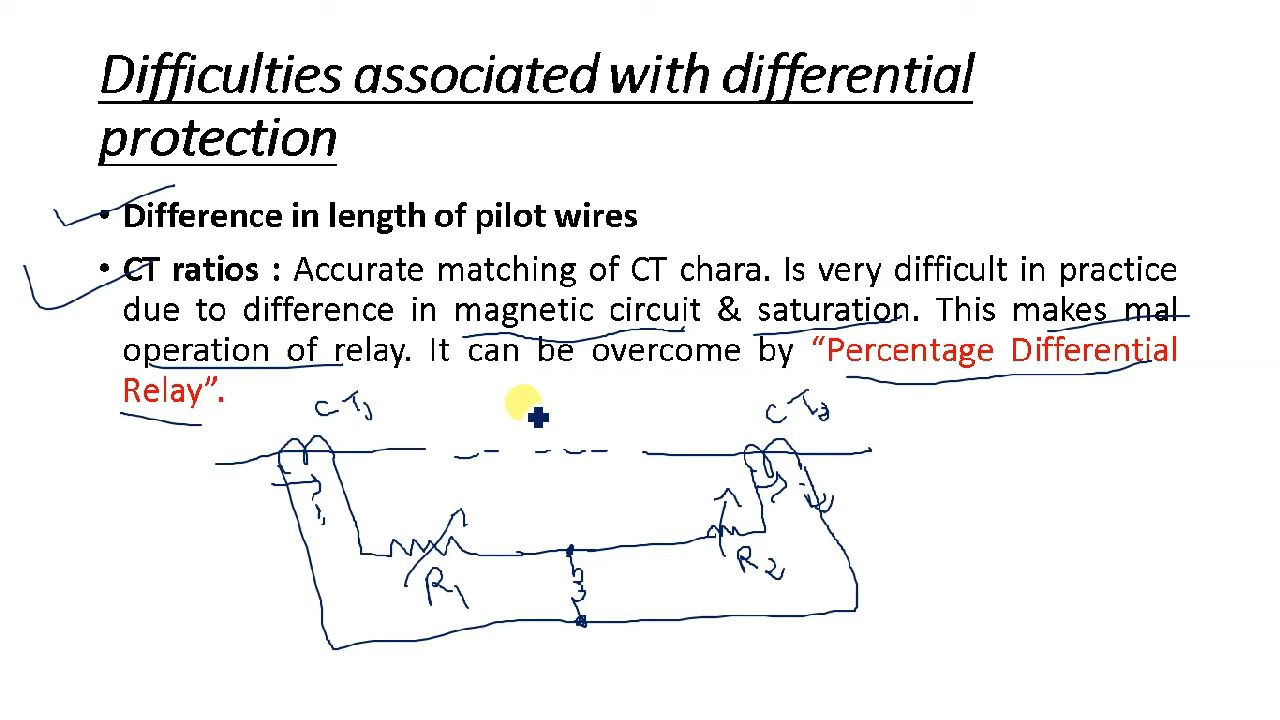 Difficulties associated with differential
protection
• Difference in length of pilot wires
• CT ratios : Accurate matching of CT chara. Is very difficult in practice
due to difference in magnetic circuit & saturation. This makes mal
operation of relay. It can be overcome by “Percentage Differential
Relay”.
R1
R2